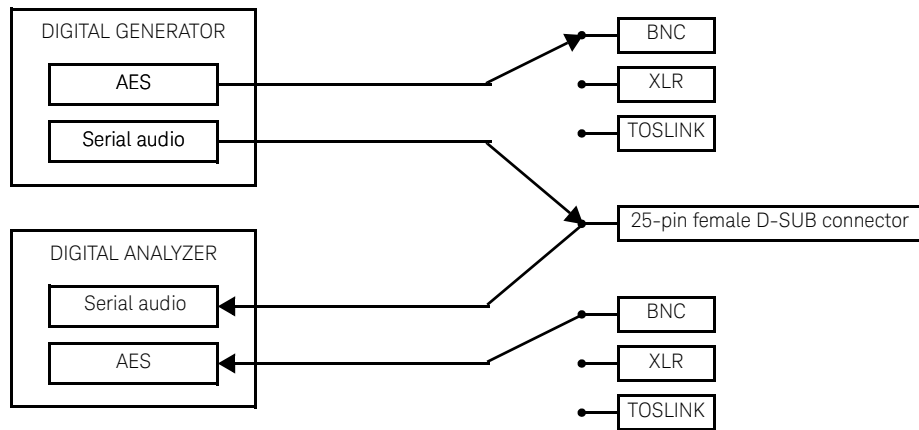 DIGITAL GENERATOR
AES
Serial audio
BNC
XLR
TOSLINK
25-pin female D-SUB connector
DIGITAL ANALYZER
Serial audio
AES
BNC
XLR
TOSLINK